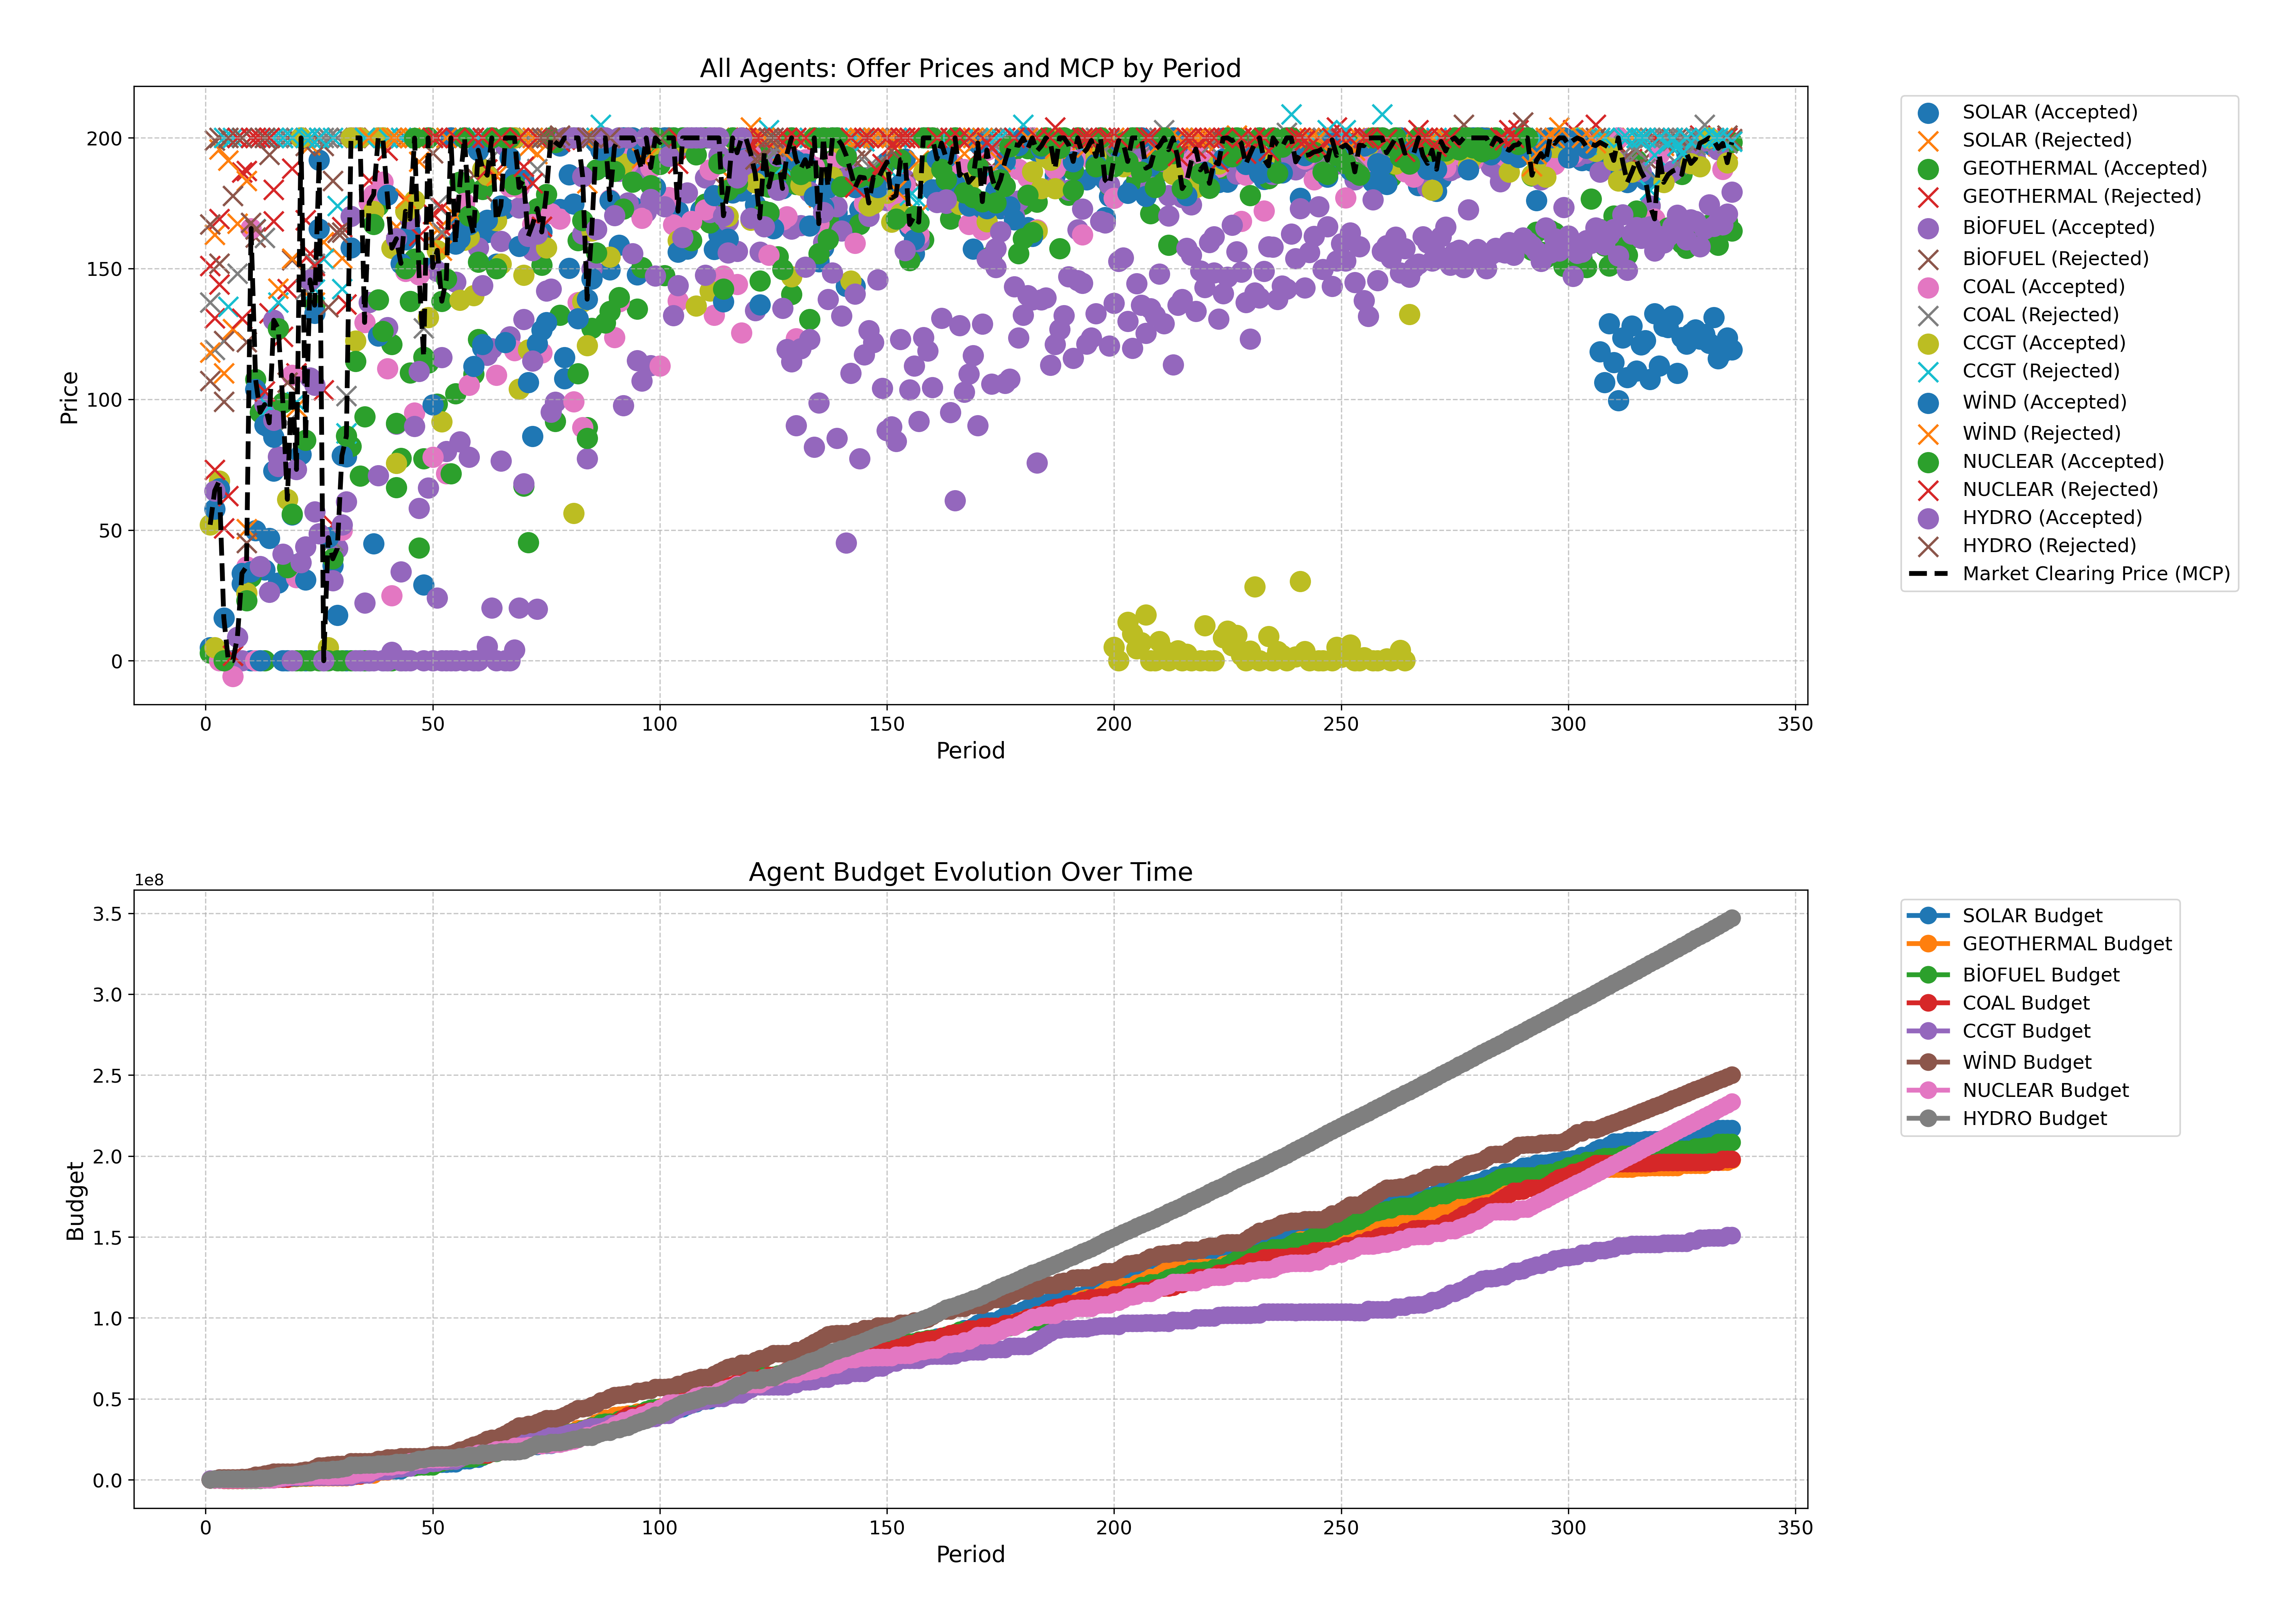 All Agents: Offer Prices and MCP by Period
Price
200
150
100
50
0
0
50
100
150
200
250
300
350
Period
SOLAR (Accepted)
SOLAR (Rejected)
GEOTHERMAL (Accepted)
GEOTHERMAL (Rejected)
BİOFUEL (Accepted)
BİOFUEL (Rejected)
COAL (Accepted)
COAL (Rejected)
CCGT (Accepted)
CCGT (Rejected)
WİND (Accepted)
WİND (Rejected)
NUCLEAR (Accepted)
NUCLEAR (Rejected)
HYDRO (Accepted)
HYDRO (Rejected)
Market Clearing Price (MCP)
Agent Budget Evolution Over Time
1e8
Budget
3.5
3.0
2.5
2.0
1.5
1.0
0.5
0.0
0
50
100
150
200
250
300
350
Period
SOLAR Budget
GEOTHERMAL Budget
BİOFUEL Budget
COAL Budget
CCGT Budget
WİND Budget
NUCLEAR Budget
HYDRO Budget